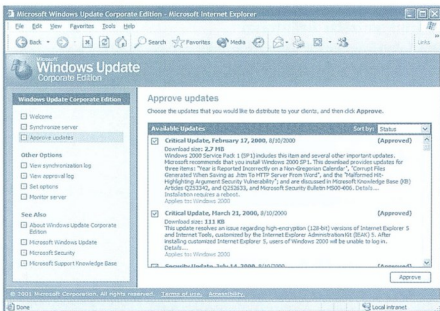 Microsoft Windows Update Corporate Edition - Microsoft Internet Explorer
File Edit View Favorites Tools Help
Back Search Favorites Media Links
Microsoft
Windows Update
Corporate Edition
Windows Update Corporate Edition
Welcome
Synchronize server
Approve updates
Other Options
View synchronization log
View approval log
Set options
Monitor server
See Also
About Windows Update Corporate
Edition
Microsoft Windows Update
Microsoft Security
Microsoft Support Knowledge Base
Approve updates
Choose the updates that you would like to distribute to your clients, and then click Approve.
Available Updates Sort by: Status
Critical Update, February 17, 2000, 8/10/2000 (Approved)
Download size: 2.7 MB
Windows 2000 Service Pack 1 (SP1) includes this item and several other important updates.
Microsoft recommends that you install Windows 2000 SP1. This download provides updates for
three items: "Year is Reported Incorrectly on a Non-Gregorian Calendar", "Corrupt Files
Generated When Saving as .htm To HTTP Server From Word", and the "Malformed Hit-
Highlighting Argument Security Vulnerability"; and are discussed in Microsoft Knowledge Base (KB)
Articles and Microsoft Security Bulletin MS00-006. Details...
Installation requires a reboot.
Applies to: Windows 2000
Critical Update, March 21, 2000, 8/10/2000 (Approved)
Download size: 111 KB
This update resolves an issue regarding high-encryption (128-bit) versions of Internet Explorer 5
and Internet Tools, customized by the Internet Explorer Administration Kit (IEAK) 5. After
installing customized Internet Explorer 5, users of Windows 2000 will be unable to log in.
Details...
Applies to: Windows 2000
Security Update, July 14, 2000, 8/10/2000 (Approved)
Approve
© 2001 Microsoft Corporation. All rights reserved. Terms of use. Accessibility.
Done Local intranet